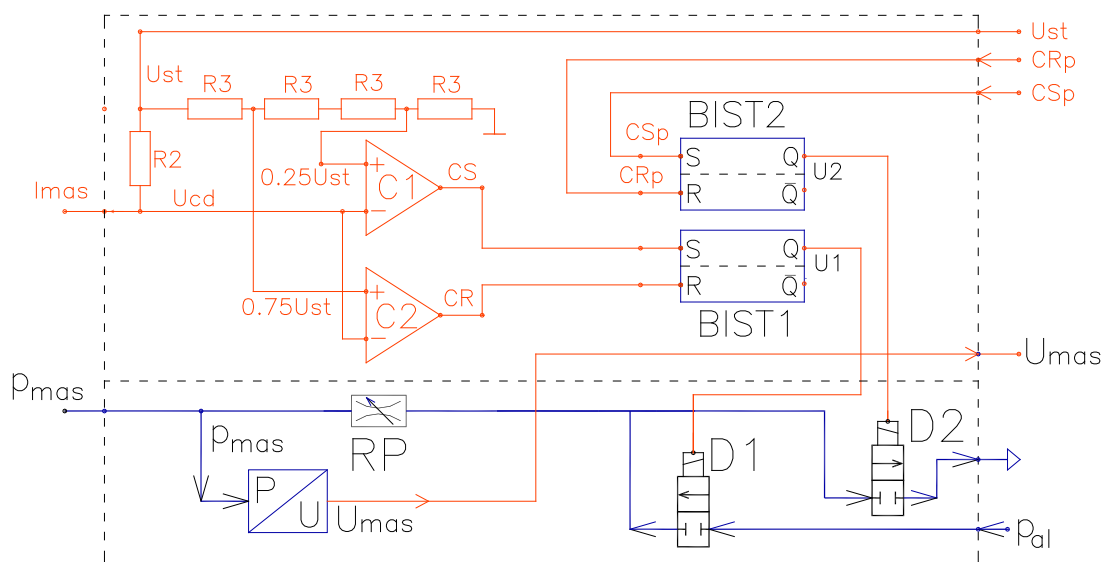 Ust
CRp
CSp
Ust
R3
R3
R3
R3
BIST2
R2
CSp
S
Q
U2
0.25Ust
+
C1
CS
CRp
R
Q̅
Imas
Ucd
−
S
Q
U1
R
Q̅
0.75Ust
+
C2
CR
−
BIST1
Umas
pmas
pmas
RP
D1
D2
P
U
Umas
pal